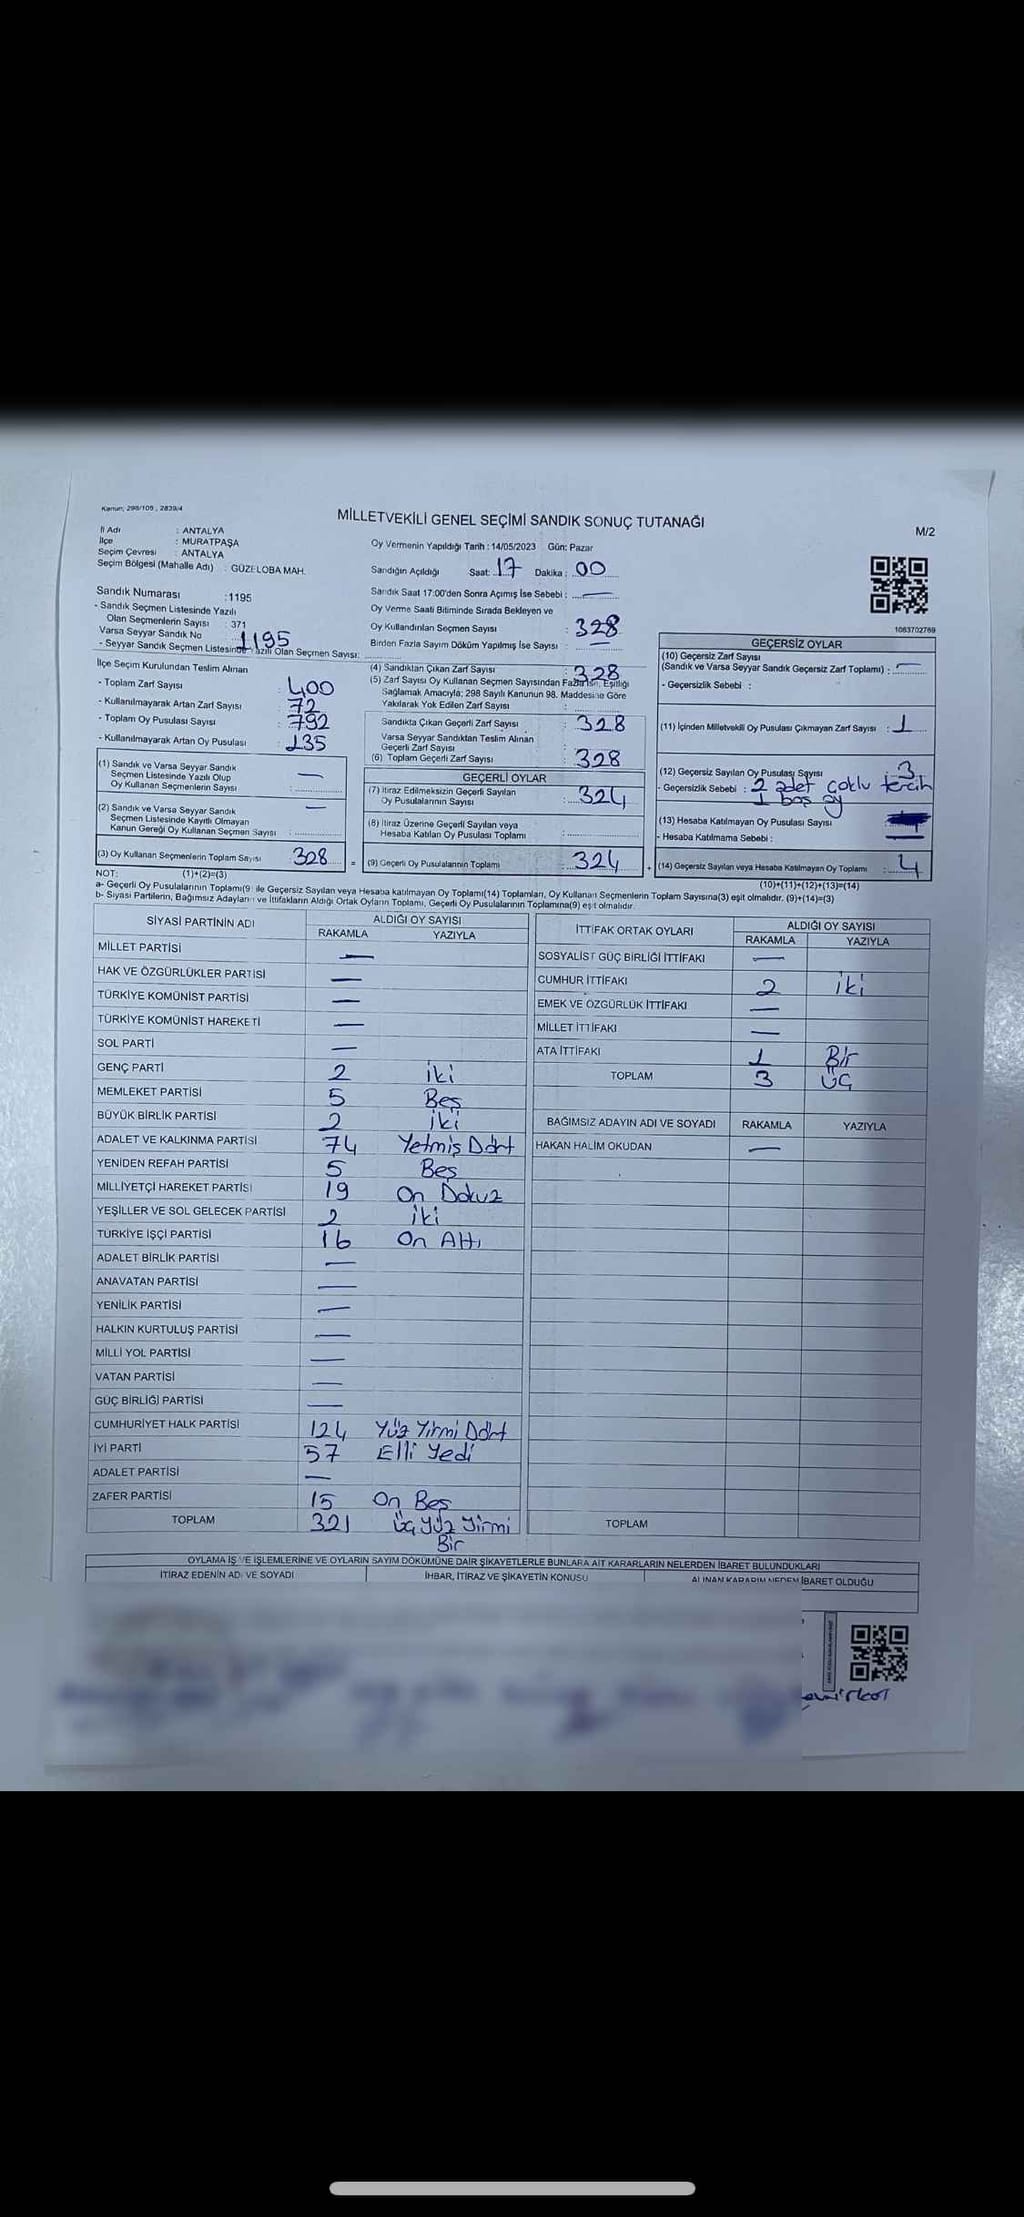 Kanun: 298/105, 2839/4
MİLLETVEKİLİ GENEL SEÇİMİ SANDIK SONUÇ TUTANAĞI
M/2
İl Adı : ANTALYA
İlçe : MURATPAŞA
Seçim Çevresi : ANTALYA
Seçim Bölgesi (Mahalle Adı) : GÜZELOBA MAH.
Oy Vermenin Yapıldığı Tarih : 14/05/2023 Gün: Pazar
Sandığın Açıldığı Saat: 17 Dakika : 00
Sandık Saat 17:00'den Sonra Açımış İse Sebebi : —
Oy Verme Saati Bitiminde Sırada Bekleyen ve
Oy Kullandırılan Seçmen Sayısı : 328
Birden Fazla Sayım Döküm Yapılmış İse Sayısı : —
1063702769
Sandık Numarası :1195
- Sandık Seçmen Listesinde Yazılı
Olan Seçmenlerin Sayısı : 371
Varsa Seyyar Sandık No 1195
- Seyyar Sandık Seçmen Listesinde Yazılı Olan Seçmen Sayısı:
İlçe Seçim Kurulundan Teslim Alınan
- Toplam Zarf Sayısı : 400
- Kullanılmayarak Artan Zarf Sayısı : 72
- Toplam Oy Pusulası Sayısı : 792
- Kullanılmayarak Artan Oy Pusulası : 135
(1) Sandık ve Varsa Seyyar Sandık
Seçmen Listesinde Yazılı Olup
Oy Kullanan Seçmenlerin Sayısı : —
(2) Sandık ve Varsa Seyyar Sandık
Seçmen Listesinde Kayıtlı Olmayan
Kanun Gereği Oy Kullanan Seçmen Sayısı : —
(3) Oy Kullanan Seçmenlerin Toplam Sayısı 328 =
(4) Sandıktan Çıkan Zarf Sayısı : 328
(5) Zarf Sayısı Oy Kullanan Seçmen Sayısından Fazla İse, Eşitliği
Sağlamak Amacıyla; 298 Sayılı Kanunun 98. Maddesine Göre
Yakılarak Yok Edilen Zarf Sayısı :
Sandıkta Çıkan Geçerli Zarf Sayısı : 328
Varsa Seyyar Sandıktan Teslim Alınan
Geçerli Zarf Sayısı :
(6) Toplam Geçerli Zarf Sayısı : 328
GEÇERLİ OYLAR
(7) İtiraz Edilmeksizin Geçerli Sayılan
Oy Pusulalarının Sayısı : 324
(8) İtiraz Üzerine Geçerli Sayılan veya
Hesaba Katılan Oy Pusulası Toplamı :
(9) Geçerli Oy Pusulalarının Toplamı : 324 +
GEÇERSİZ OYLAR
(10) Geçersiz Zarf Sayısı
(Sandık ve Varsa Seyyar Sandık Geçersiz Zarf Toplamı) : —
- Geçersizlik Sebebi :
(11) İçinden Milletvekili Oy Pusulası Çıkmayan Zarf Sayısı : 1
(12) Geçersiz Sayılan Oy Pusulası Sayısı 3
- Geçersizlik Sebebi : 2 adet çoklu tercih
1 boş oy
(13) Hesaba Katılmayan Oy Pusulası Sayısı
- Hesaba Katılmama Sebebi :
(14) Geçersiz Sayılan veya Hesaba Katılmayan Oy Toplamı : 4
NOT: (1)+(2)=(3)
(10)+(11)+(12)+(13)=(14)
a- Geçerli Oy Pusulalarının Toplamı(9) ile Geçersiz Sayılan veya Hesaba katılmayan Oy Toplamı(14) Toplamları, Oy Kullanan Seçmenlerin Toplam Sayısına(3) eşit olmalıdır. (9)+(14)=(3)
b- Siyasi Partilerin, Bağımsız Adayların ve İttifakların Aldığı Ortak Oyların Toplamı, Geçerli Oy Pusulalarının Toplamına(9) eşit olmalıdır.
SİYASİ PARTİNİN ADI ALDIĞI OY SAYISI
RAKAMLA YAZIYLA
MİLLET PARTİSİ —
HAK VE ÖZGÜRLÜKLER PARTİSİ —
TÜRKİYE KOMÜNİST PARTİSİ —
TÜRKİYE KOMÜNİST HAREKETİ —
SOL PARTİ —
GENÇ PARTİ 2 iki
MEMLEKET PARTİSİ 5 Beş
BÜYÜK BİRLİK PARTİSİ 2 iki
ADALET VE KALKINMA PARTİSİ 74 Yetmiş Dört
YENİDEN REFAH PARTİSİ 5 Beş
MİLLİYETÇİ HAREKET PARTİSİ 19 On Dokuz
YEŞİLLER VE SOL GELECEK PARTİSİ 2 iki
TÜRKİYE İŞÇİ PARTİSİ 16 On Altı
ADALET BİRLİK PARTİSİ —
ANAVATAN PARTİSİ —
YENİLİK PARTİSİ —
HALKIN KURTULUŞ PARTİSİ —
MİLLİ YOL PARTİSİ —
VATAN PARTİSİ —
GÜÇ BİRLİĞİ PARTİSİ —
CUMHURİYET HALK PARTİSİ 124 Yüz Yirmi Dört
İYİ PARTİ 57 Elli Yedi
ADALET PARTİSİ —
ZAFER PARTİSİ 15 On Beş
TOPLAM 321 Üç Yüz Yirmi
Bir
İTTİFAK ORTAK OYLARI ALDIĞI OY SAYISI
RAKAMLA YAZIYLA
SOSYALİST GÜÇ BİRLİĞİ İTTİFAKI —
CUMHUR İTTİFAKI 2 iki
EMEK VE ÖZGÜRLÜK İTTİFAKI —
MİLLET İTTİFAKI —
ATA İTTİFAKI 1 Bir
TOPLAM 3 ÜÇ
BAĞIMSIZ ADAYIN ADI VE SOYADI RAKAMLA YAZIYLA
HAKAN HALİM OKUDAN —
TOPLAM
OYLAMA İŞ VE İŞLEMLERİNE VE OYLARIN SAYIM DÖKÜMÜNE DAİR ŞİKAYETLERLE BUNLARA AİT KARARLARIN NELERDEN İBARET BULUNDUKLARI
İTİRAZ EDENİN ADI VE SOYADI İHBAR, İTİRAZ VE ŞİKAYETİN KONUSU ALINAN KARARIN NEDEN İBARET OLDUĞU